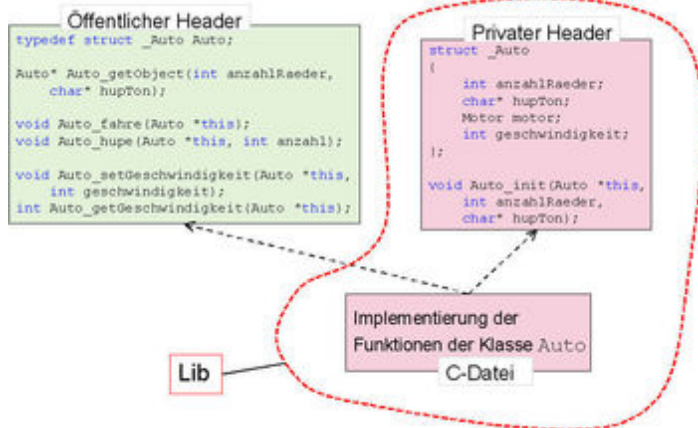 Öffentlicher Header
typedef struct _Auto Auto;
Auto* Auto_getObject(int anzahlRaeder,
char* hupTon);
void Auto_fahre(Auto *this);
void Auto_hupe(Auto *this, int anzahl);
void Auto_setGeschwindigkeit(Auto *this,
int geschwindigkeit);
int Auto_getGeschwindigkeit(Auto *this);
Privater Header
struct _Auto
{
int anzahlRaeder;
char* hupTon;
Motor motor;
int geschwindigkeit;
};
void Auto_init(Auto *this,
int anzahlRaeder,
char* hupTon);
Implementierung der
Funktionen der Klasse Auto
C-Datei
Lib